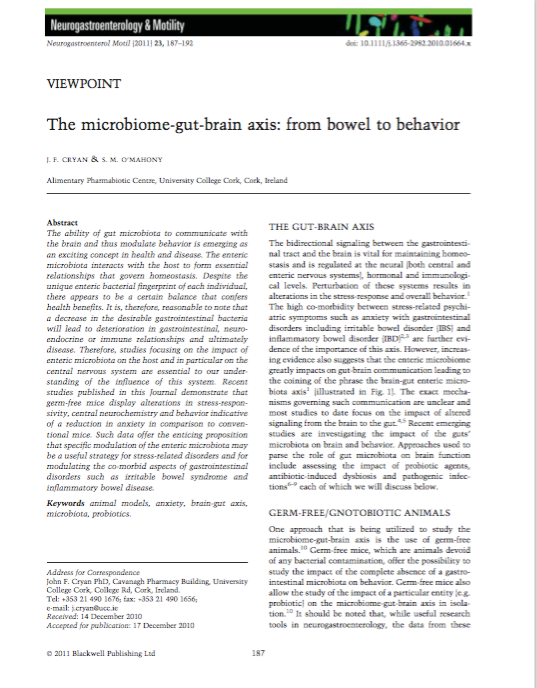 Neurogastroenterology & Motility
Neurogastroenterol Motil (2011) 23, 187–192
doi: 10.1111/j.1365-2982.2010.01664.x
VIEWPOINT
The microbiome-gut-brain axis: from bowel to behavior
J. F. CRYAN & S. M. O'MAHONY
Alimentary Pharmabiotic Centre, University College Cork, Cork, Ireland
Abstract
The ability of gut microbiota to communicate with
the brain and thus modulate behavior is emerging as
an exciting concept in health and disease. The enteric
microbiota interacts with the host to form essential
relationships that govern homeostasis. Despite the
unique enteric bacterial fingerprint of each individual,
there appears to be a certain balance that confers
health benefits. It is, therefore, reasonable to note that
a decrease in the desirable gastrointestinal bacteria
will lead to deterioration in gastrointestinal, neuro-
endocrine or immune relationships and ultimately
disease. Therefore, studies focusing on the impact of
enteric microbiota on the host and in particular on the
central nervous system are essential to our under-
standing of the influence of this system. Recent
studies published in this Journal demonstrate that
germ-free mice display alterations in stress-respon-
sivity, central neurochemistry and behavior indicative
of a reduction in anxiety in comparison to conven-
tional mice. Such data offer the enticing proposition
that specific modulation of the enteric microbiota may
be a useful strategy for stress-related disorders and for
modulating the co-morbid aspects of gastrointestinal
disorders such as irritable bowel syndrome and
inflammatory bowel disease.
Keywords animal models, anxiety, brain-gut axis,
microbiota, probiotics.
Address for Correspondence
John F. Cryan PhD, Cavanagh Pharmacy Building, University
College Cork, College Rd, Cork, Ireland.
Tel: +353 21 490 1676; fax: +353 21 490 1656;
e-mail: j.cryan@ucc.ie
Received: 14 December 2010
Accepted for publication: 17 December 2010
THE GUT-BRAIN AXIS
The bidirectional signaling between the gastrointesti-
nal tract and the brain is vital for maintaining homeo-
stasis and is regulated at the neural (both central and
enteric nervous systems), hormonal and immunologi-
cal levels. Perturbation of these systems results in
alterations in the stress-response and overall behavior.1
The high co-morbidity between stress-related psychi-
atric symptoms such as anxiety with gastrointestinal
disorders including irritable bowel disorder (IBS) and
inflammatory bowel disorder (IBD)2,3 are further evi-
dence of the importance of this axis. However, increas-
ing evidence also suggests that the enteric microbiome
greatly impacts on gut-brain communication leading to
the coining of the phrase the brain-gut enteric micro-
biota axis1 (illustrated in Fig. 1). The exact mecha-
nisms governing such communication are unclear and
most studies to date focus on the impact of altered
signaling from the brain to the gut.4,5 Recent emerging
studies are investigating the impact of the guts'
microbiota on brain and behavior. Approaches used to
parse the role of gut microbiota on brain function
include assessing the impact of probiotic agents,
antibiotic-induced dysbiosis and pathogenic infec-
tions6–9 each of which we will discuss below.
GERM-FREE/GNOTOBIOTIC ANIMALS
One approach that is being utilized to study the
microbiome-gut-brain axis is the use of germ-free
animals.10 Germ-free mice, which are animals devoid
of any bacterial contamination, offer the possibility to
study the impact of the complete absence of a gastro-
intestinal microbiota on behavior. Germ-free mice also
allow the study of the impact of a particular entity (e.g.
probiotic) on the microbiome-gut-brain axis in isola-
tion.10 It should be noted that, while useful research
tools in neurogastroenterology, the data from these
© 2011 Blackwell Publishing Ltd
187